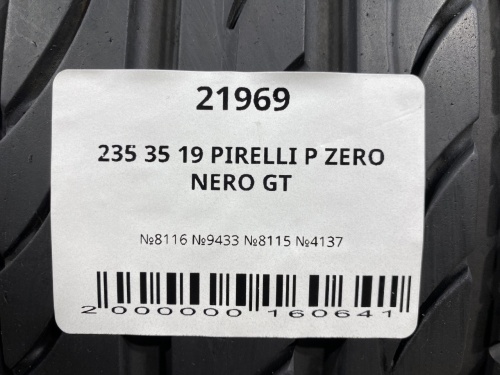 21969
235 35 19 PIRELLI P ZERO
NERO GT
№8116 №9433 №8115 №4137
2 000000 160641